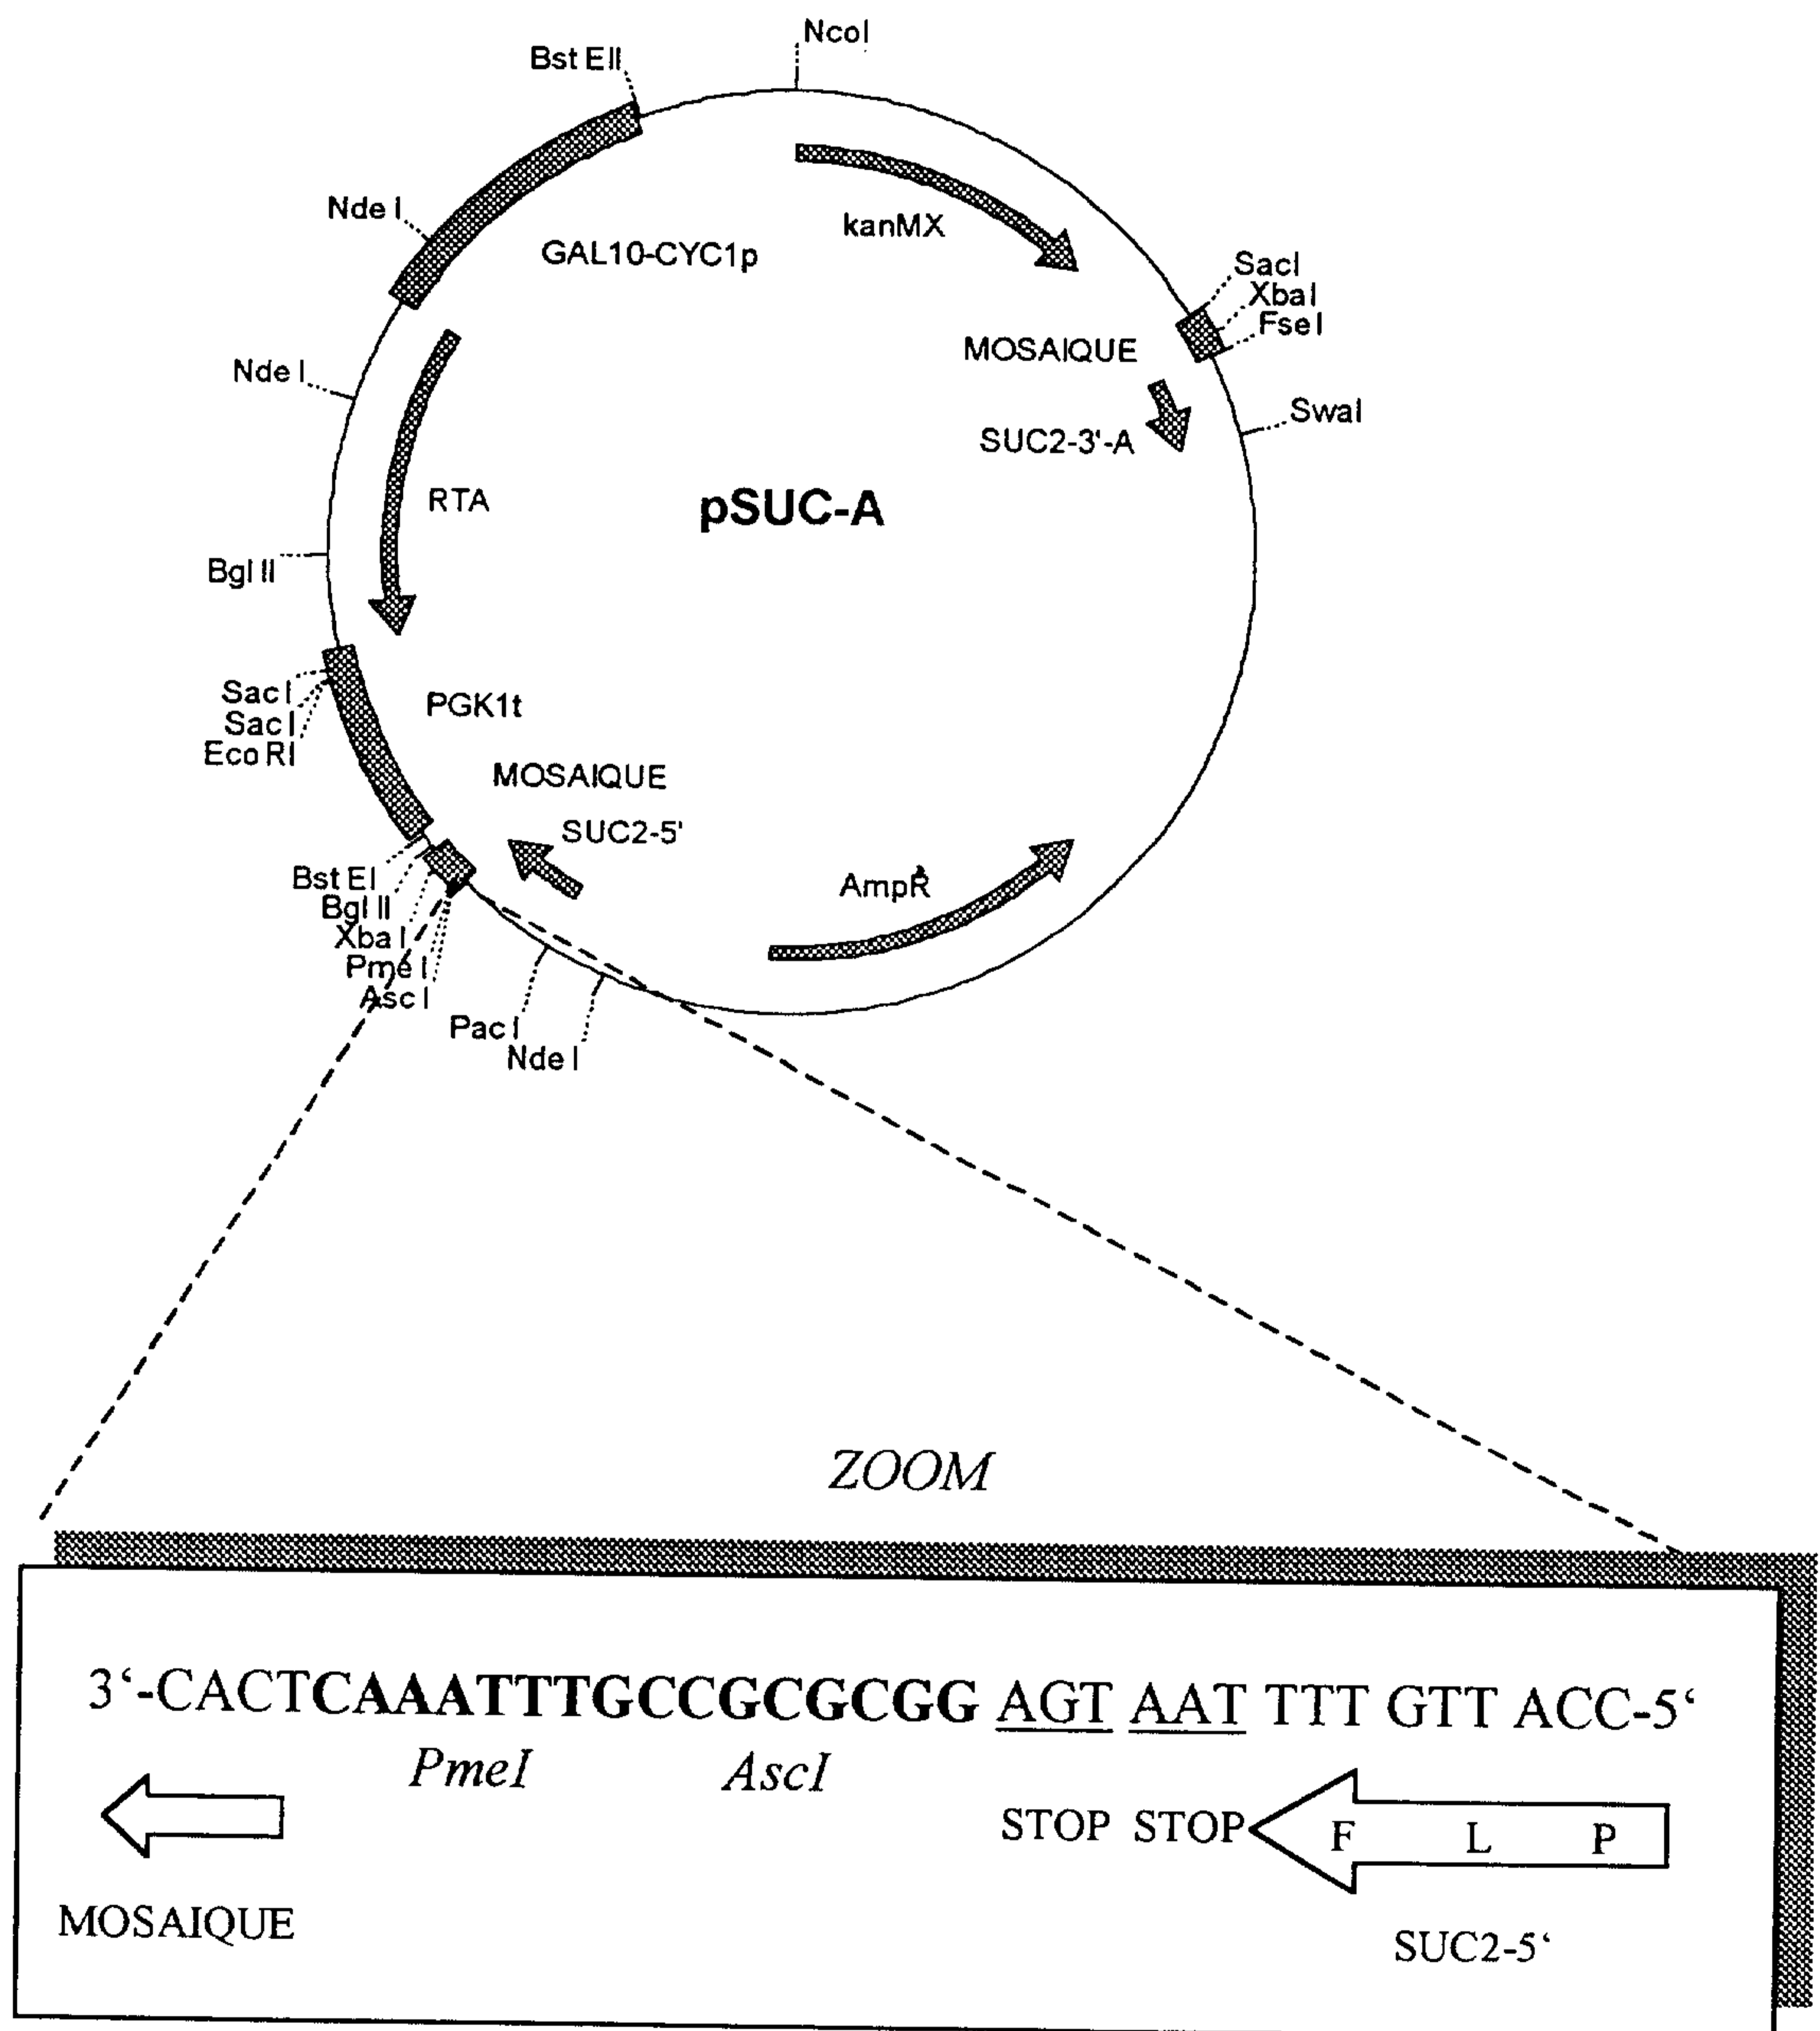 NcoI
Bst EII
Nde I
GAL10-CYC1p
kanMX
SacI
XbaI
FseI
MOSAIQUE
SwaI
SUC2-3'-A
Nde I
RTA
pSUC-A
Bgl II
SacI
SacI
Eco RI
PGK1t
MOSAIQUE
SUC2-5'
Bst EI
Bgl II
Xba I
Pme I
Asc I
AmpR
Pac I
Nde I
ZOOM
3‘-CACTCAAATTTGCCGCGCGG AGT AAT TTT GTT ACC-5‘
PmeI AscI
STOP STOP F L P
MOSAIQUE
SUC2-5‘